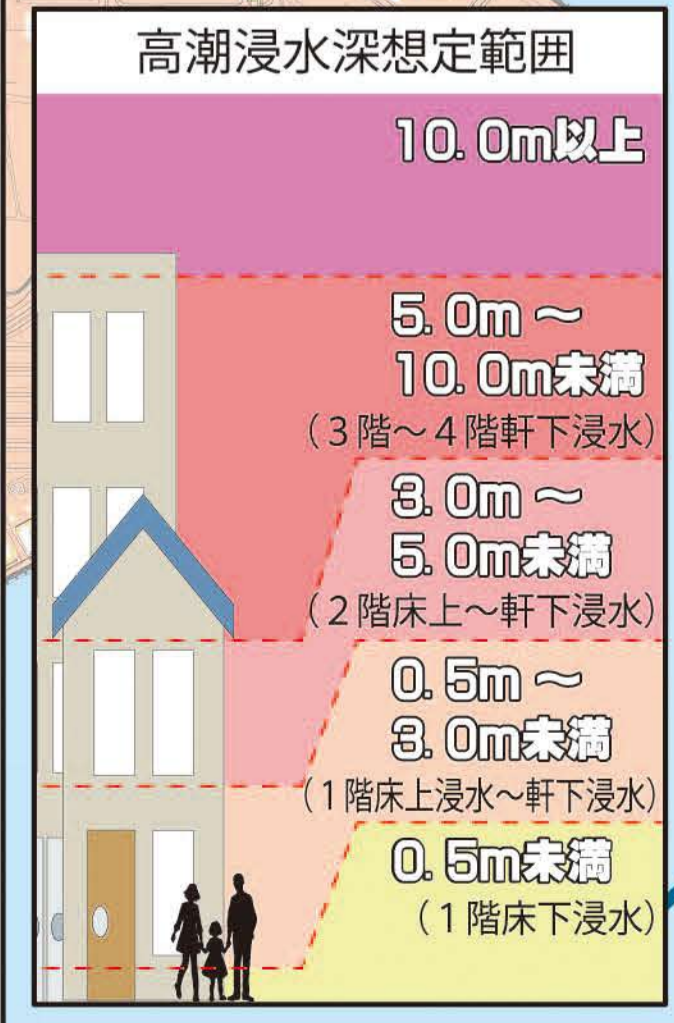 高潮浸水深想定範囲
10.0m以上
5.0m～
10.0m未満
（3階～4階軒下浸水）
3.0m～
5.0m未満
（2階床上～軒下浸水）
0.5m～
3.0m未満
（1階床上浸水～軒下浸水）
0.5m未満
（1階床下浸水）